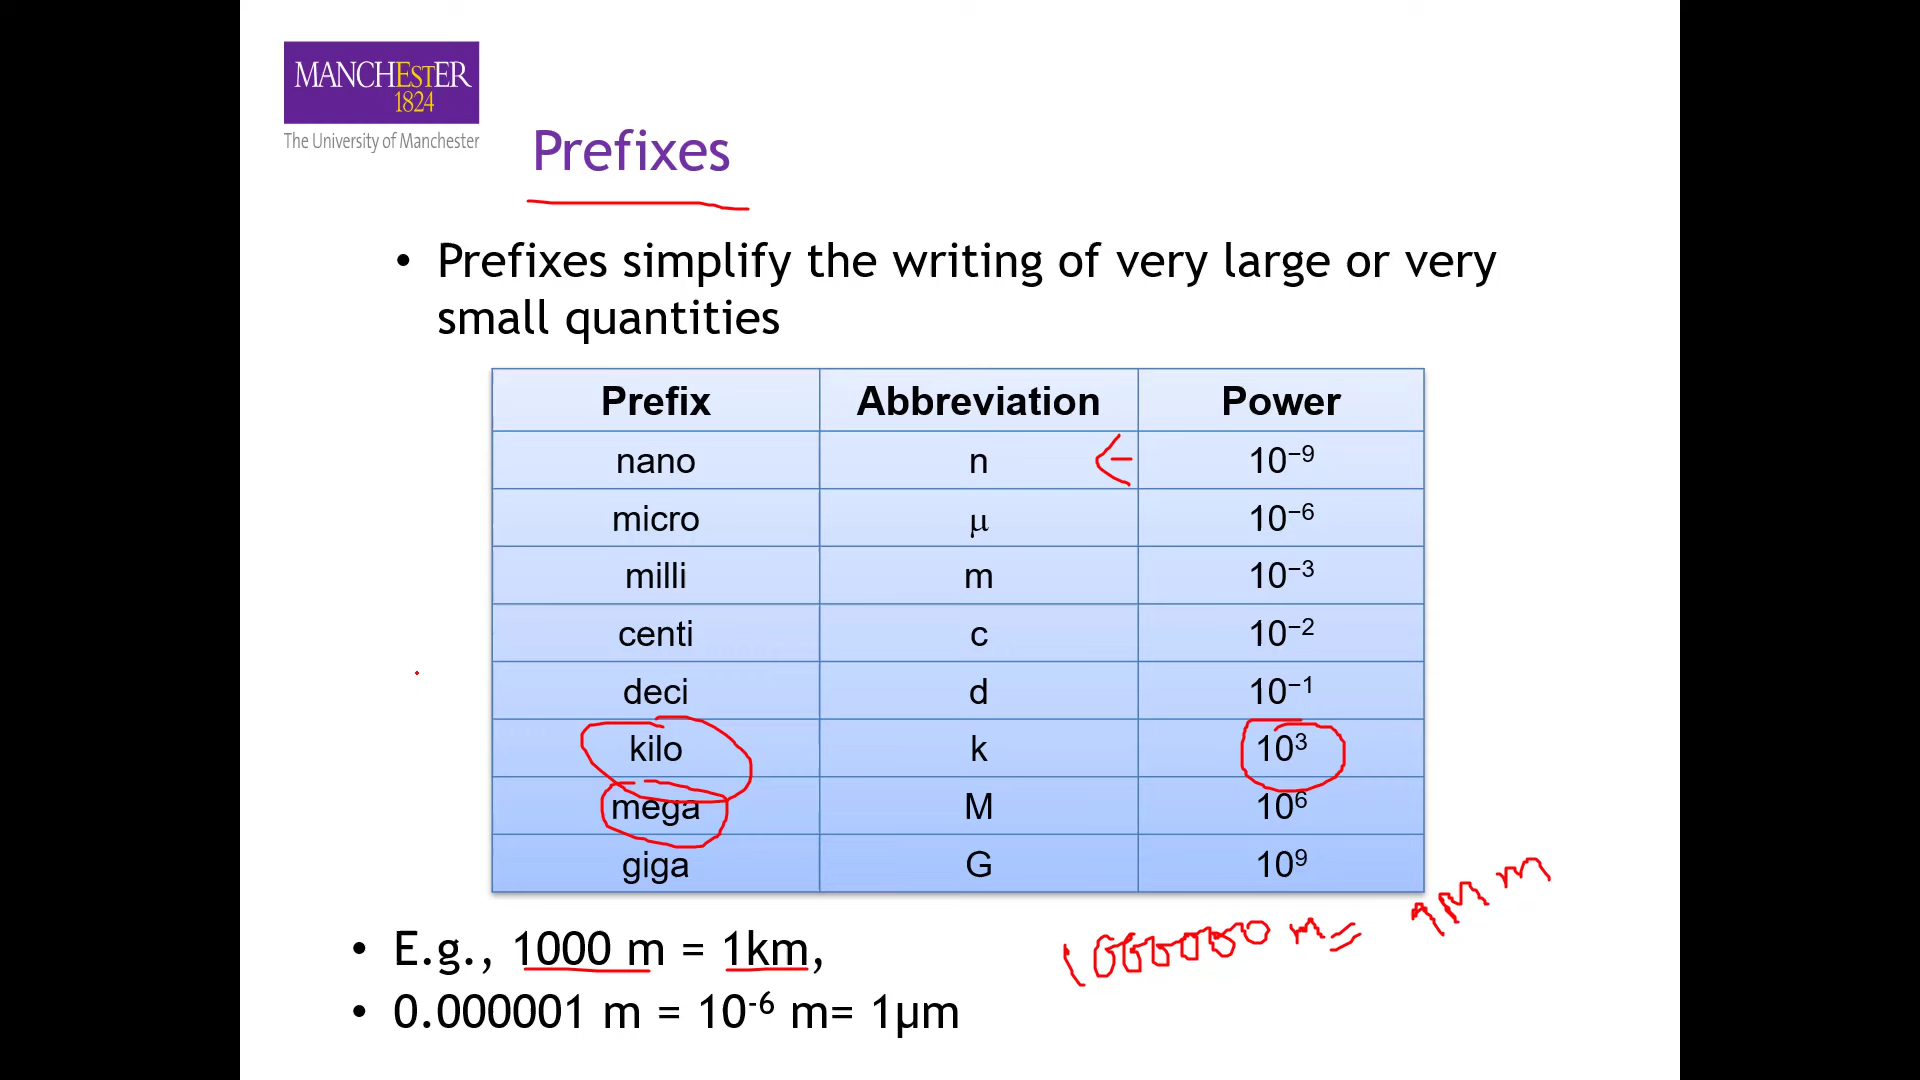 MANCHEstER
1824
The University of Manchester
Prefixes
• Prefixes simplify the writing of very large or very
small quantities
Prefix Abbreviation Power
nano n 10⁻⁹
micro μ 10⁻⁶
milli m 10⁻³
centi c 10⁻²
deci d 10⁻¹
kilo k 10³
mega M 10⁶
giga G 10⁹
1000000 m = 1Mm
• E.g., 1000 m = 1km,
• 0.000001 m = 10⁻⁶ m= 1μm